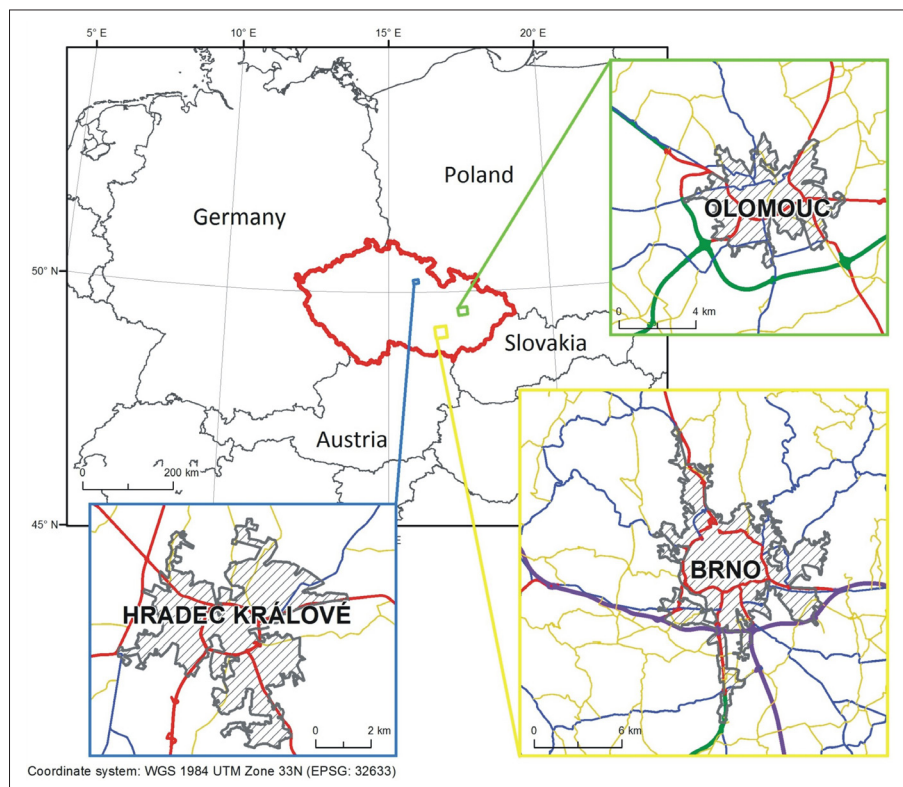 5° E 10° E 15° E 20° E
Poland
Germany
OLOMOUC
50° N
0 4 km
Slovakia
Austria
0 200 km
45° N
E
BRNO
HRADEC KRÁLOVÉ
0 2 km
0 6 km
Coordinate system: WGS 1984 UTM Zone 33N (EPSG: 32633)